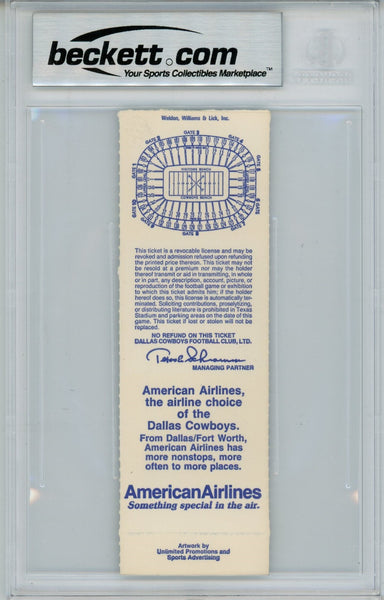 beckett.com
Your Sports Collectibles Marketplace™
Weldon, Williams & Lick, Inc.
GATE 3
GATE 1
VISITORS BENCH
COWBOYS BENCH
GATE 8
This ticket is a revocable license and may be
revoked and admission refused upon refunding
the printed price thereon. This ticket may not
be resold at a premium nor may the holder
thereof transmit or aid in transmitting, in whole
or in part, any description, account, picture, or
reproduction of the football game or exhibition
to which this ticket admits him; if the holder
hereof does so, this license is automatically ter-
minated. Soliciting contributions, proselytizing,
or distributing literature is prohibited in Texas
Stadium and parking areas on the date of this
game. This ticket if lost or stolen will not be
replaced.
NO REFUND ON THIS TICKET
DALLAS COWBOYS FOOTBALL CLUB, LTD.
MANAGING PARTNER
American Airlines,
the airline choice
of the
Dallas Cowboys.
From Dallas/Fort Worth,
American Airlines has
more nonstops, more
often to more places.
AmericanAirlines
Something special in the air.
Artwork by
Unlimited Promotions and
Sports Advertising